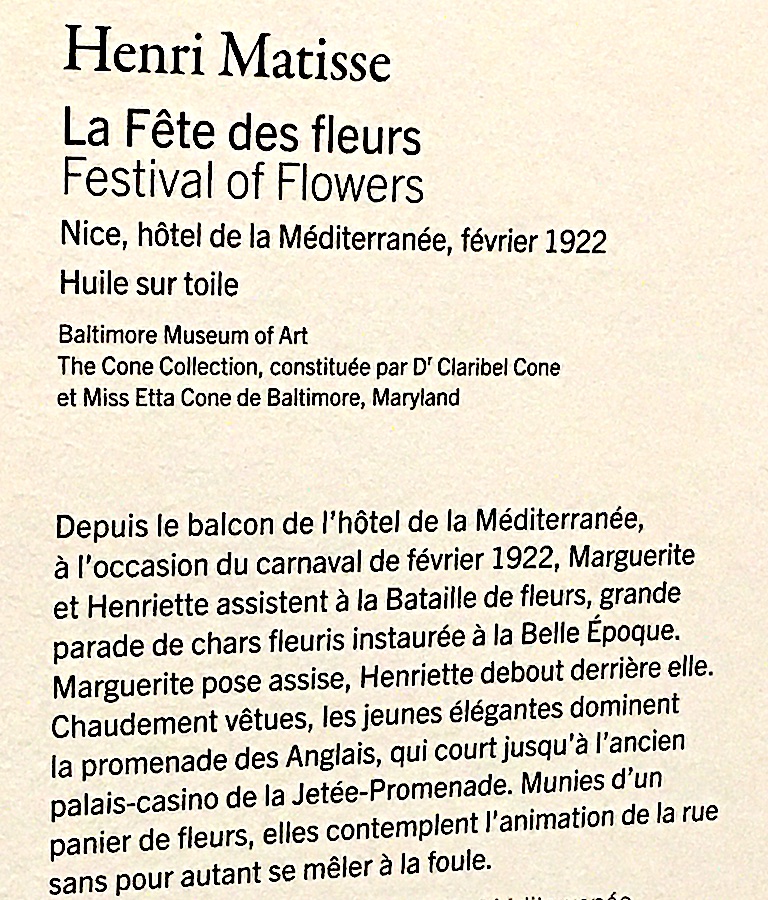 Henri Matisse
La Fête des fleurs
Festival of Flowers
Nice, hôtel de la Méditerranée, février 1922
Huile sur toile
Baltimore Museum of Art
The Cone Collection, constituée par Dʳ Claribel Cone
et Miss Etta Cone de Baltimore, Maryland
Depuis le balcon de l'hôtel de la Méditerranée,
à l'occasion du carnaval de février 1922, Marguerite
et Henriette assistent à la Bataille de fleurs, grande
parade de chars fleuris instaurée à la Belle Époque.
Marguerite pose assise, Henriette debout derrière elle.
Chaudement vêtues, les jeunes élégantes dominent
la promenade des Anglais, qui court jusqu'à l'ancien
palais-casino de la Jetée-Promenade. Munies d'un
panier de fleurs, elles contemplent l'animation de la rue
sans pour autant se mêler à la foule.